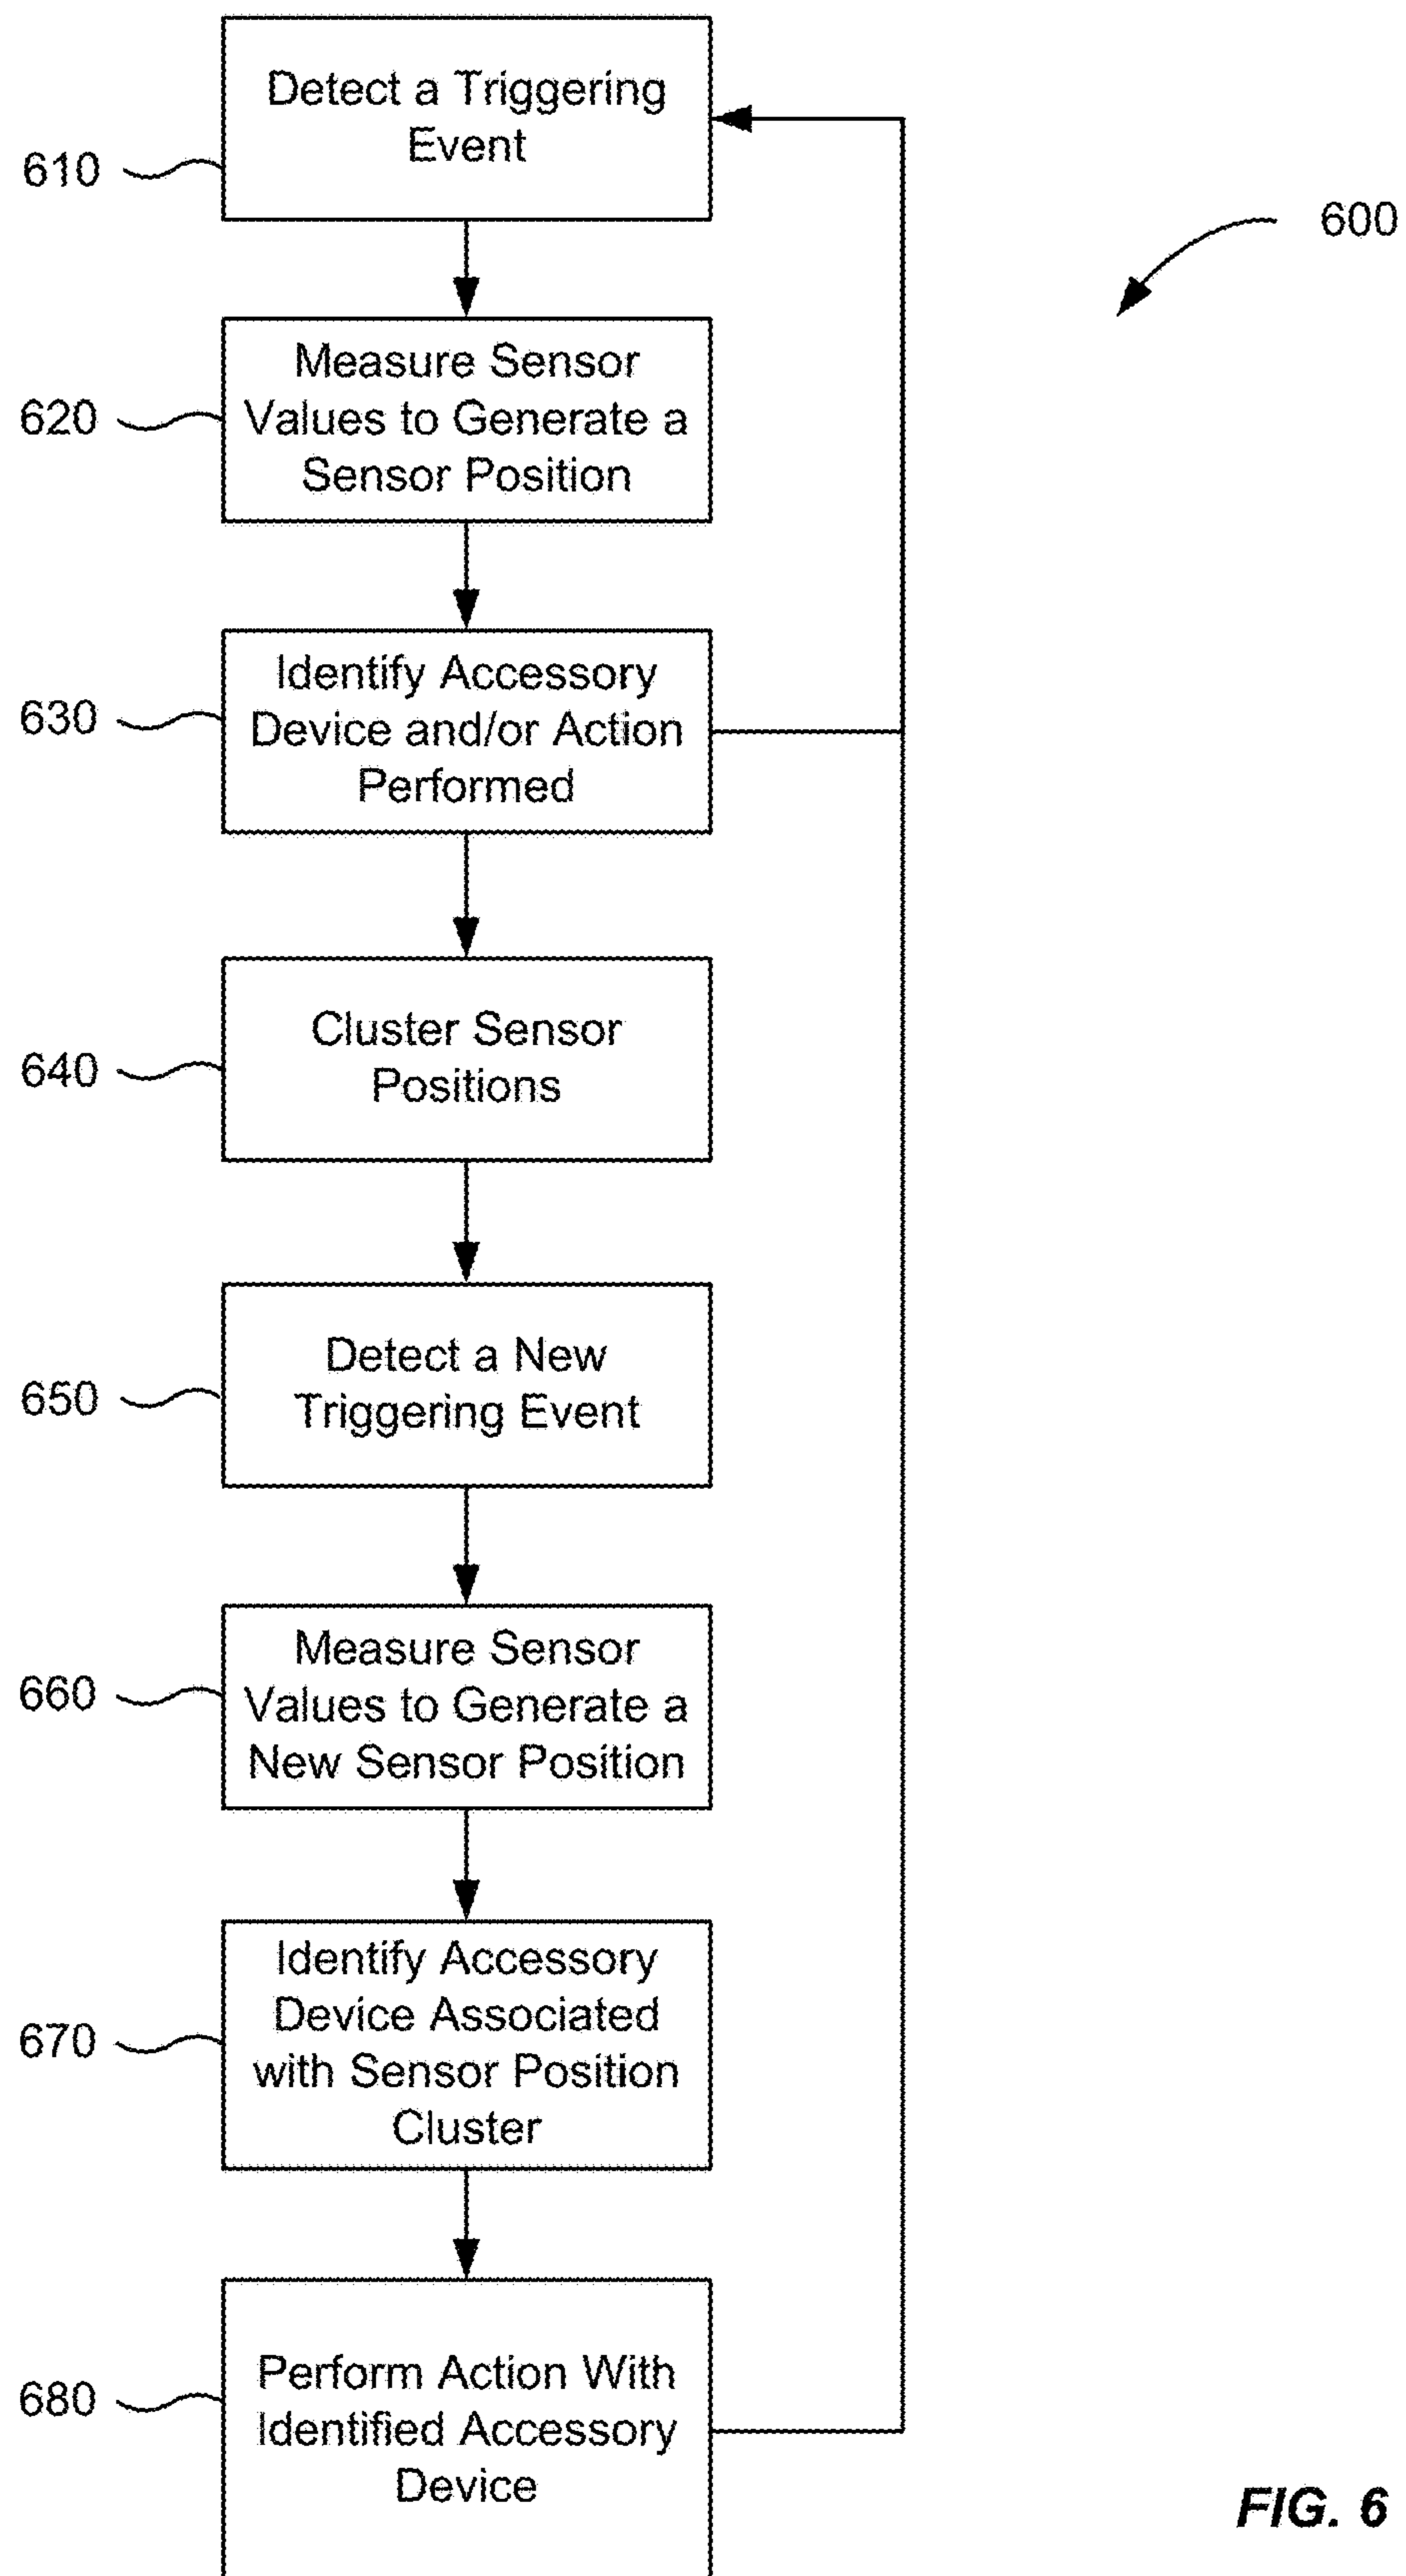 Detect a Triggering
Event
610
600
Measure Sensor
Values to Generate a
Sensor Position
620
Identify Accessory
Device and/or Action
Performed
630
Cluster Sensor
Positions
640
Detect a New
Triggering Event
650
Measure Sensor
Values to Generate a
New Sensor Position
660
Identify Accessory
Device Associated
with Sensor Position
Cluster
670
Perform Action With
Identified Accessory
Device
680
FIG. 6